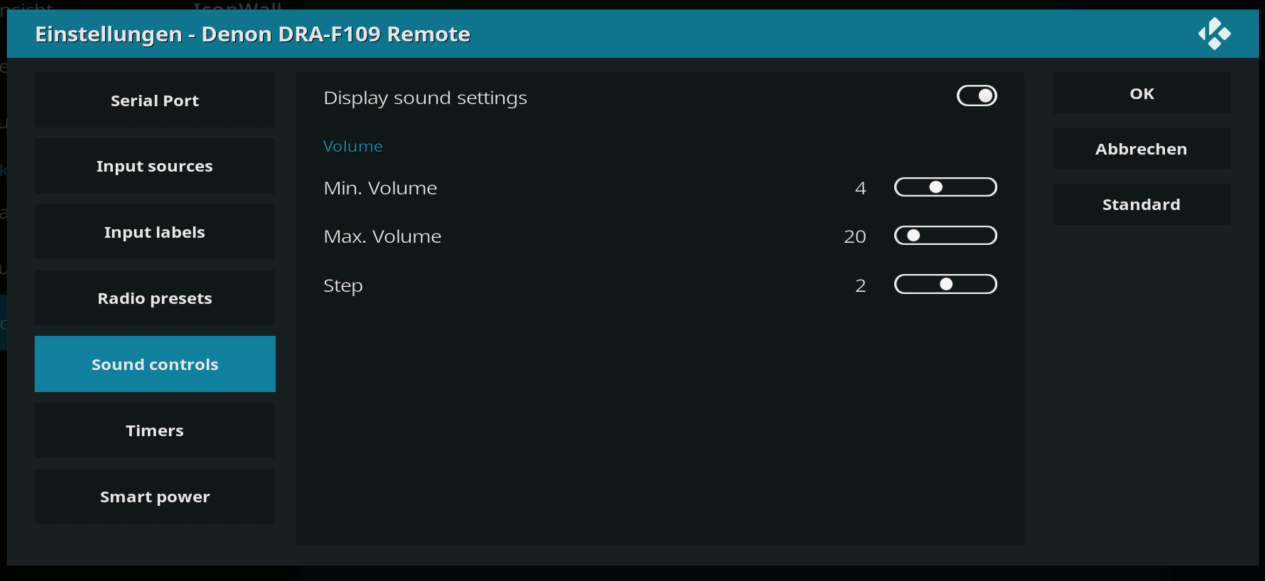 Einstellungen - Denon DRA-F109 Remote
Serial Port
Input sources
Input labels
Radio presets
Sound controls
Timers
Smart power
Display sound settings
Volume
Min. Volume 4
Max. Volume 20
Step 2
OK
Abbrechen
Standard